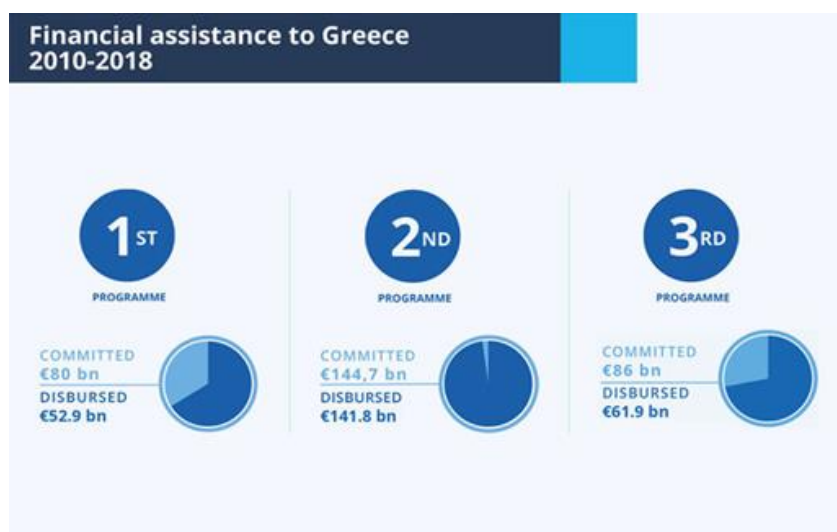 Financial assistance to Greece
2010-2018
1ST
PROGRAMME
COMMITTED
€80 bn
DISBURSED
€52.9 bn
2ND
PROGRAMME
COMMITTED
€144,7 bn
DISBURSED
€141.8 bn
3RD
PROGRAMME
COMMITTED
€86 bn
DISBURSED
€61.9 bn